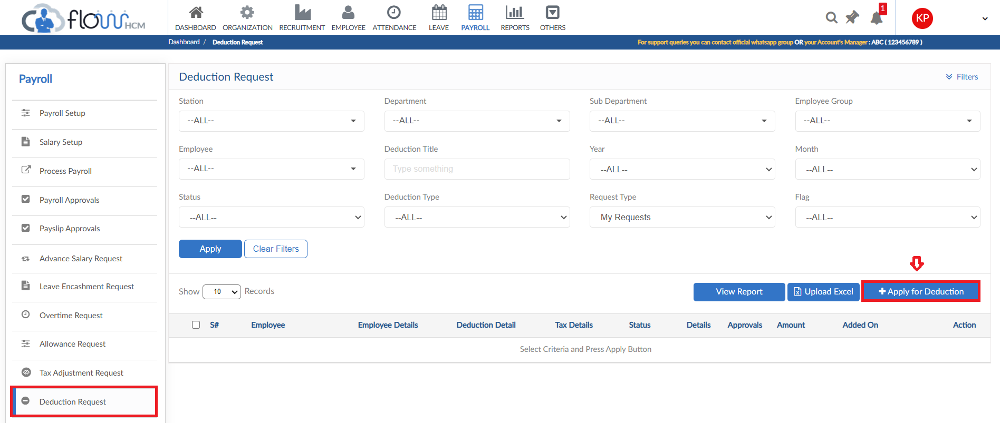 flowHCM
DASHBOARD ORGANIZATION RECRUITMENT EMPLOYEE ATTENDANCE LEAVE PAYROLL REPORTS OTHERS
1
KP
Dashboard / Deduction Request
For support queries you can contact official whatsapp group OR your Account's Manager : ABC ( 123456789 )
Payroll
Payroll Setup
Salary Setup
Process Payroll
Payroll Approvals
Payslip Approvals
Advance Salary Request
Leave Encashment Request
Overtime Request
Allowance Request
Tax Adjustment Request
Deduction Request
Deduction Request
Filters
Station Department Sub Department Employee Group
--ALL-- --ALL-- --ALL-- --ALL--
Employee Deduction Title Year Month
--ALL-- Type something --ALL-- --ALL--
Status Deduction Type Request Type Flag
--ALL-- --ALL-- My Requests --ALL--
Apply Clear Filters
Show 10 Records
View Report Upload Excel + Apply for Deduction
S# Employee Employee Details Deduction Detail Tax Details Status Details Approvals Amount Added On Action
Select Criteria and Press Apply Button